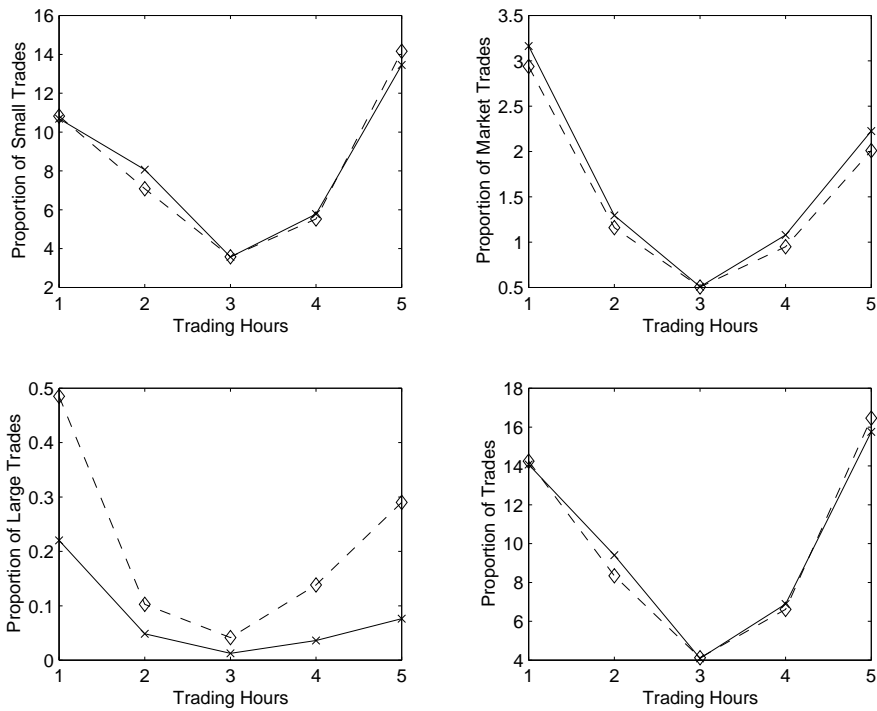 Proportion of Small Trades
16
14
12
10
8
6
4
2
1 2 3 4 5
Trading Hours
Proportion of Market Trades
3.5
3
2.5
2
1.5
1
0.5
1 2 3 4 5
Trading Hours
Proportion of Large Trades
0.5
0.4
0.3
0.2
0.1
0
1 2 3 4 5
Trading Hours
Proportion of Trades
18
16
14
12
10
8
6
4
1 2 3 4 5
Trading Hours